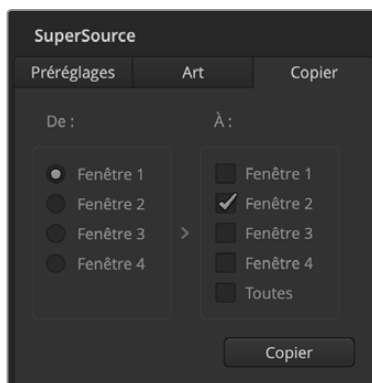 SuperSource
Préréglages Art Copier
De : À :
Fenêtre 1 Fenêtre 1
Fenêtre 2 Fenêtre 2
Fenêtre 3 > Fenêtre 3
Fenêtre 4 Fenêtre 4
Toutes
Copier